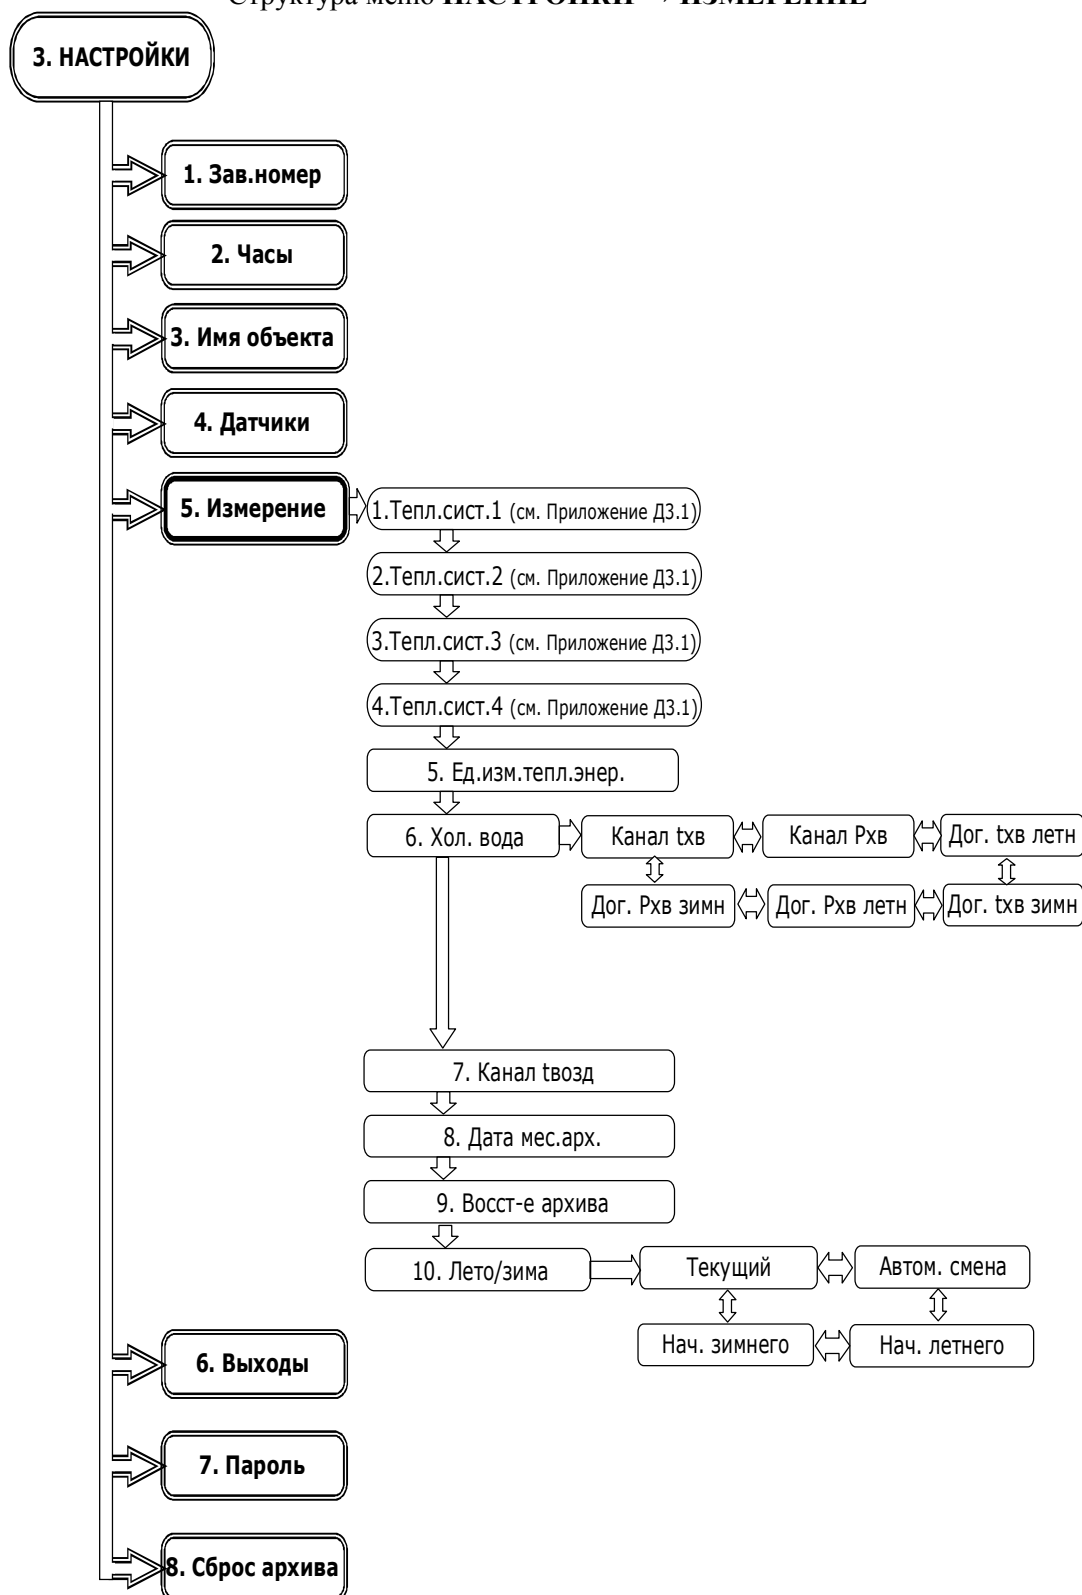 Структура меню НАСТРОЙКИ → ИЗМЕРЕНИЕ
3. НАСТРОЙКИ
1. Зав.номер
2. Часы
3. Имя объекта
4. Датчики
5. Измерение
1.Тепл.сист.1 (см. Приложение Д3.1)
2.Тепл.сист.2 (см. Приложение Д3.1)
3.Тепл.сист.3 (см. Приложение Д3.1)
4.Тепл.сист.4 (см. Приложение Д3.1)
5. Ед.изм.тепл.энер.
6. Хол. вода
Канал tхв
Канал Pхв
Дог. tхв летн
Дог. Pхв зимн
Дог. Pхв летн
Дог. tхв зимн
7. Канал tвозд
8. Дата мес.арх.
9. Восст-е архива
10. Лето/зима
Текущий
Автом. смена
Нач. зимнего
Нач. летнего
6. Выходы
7. Пароль
8. Сброс архива